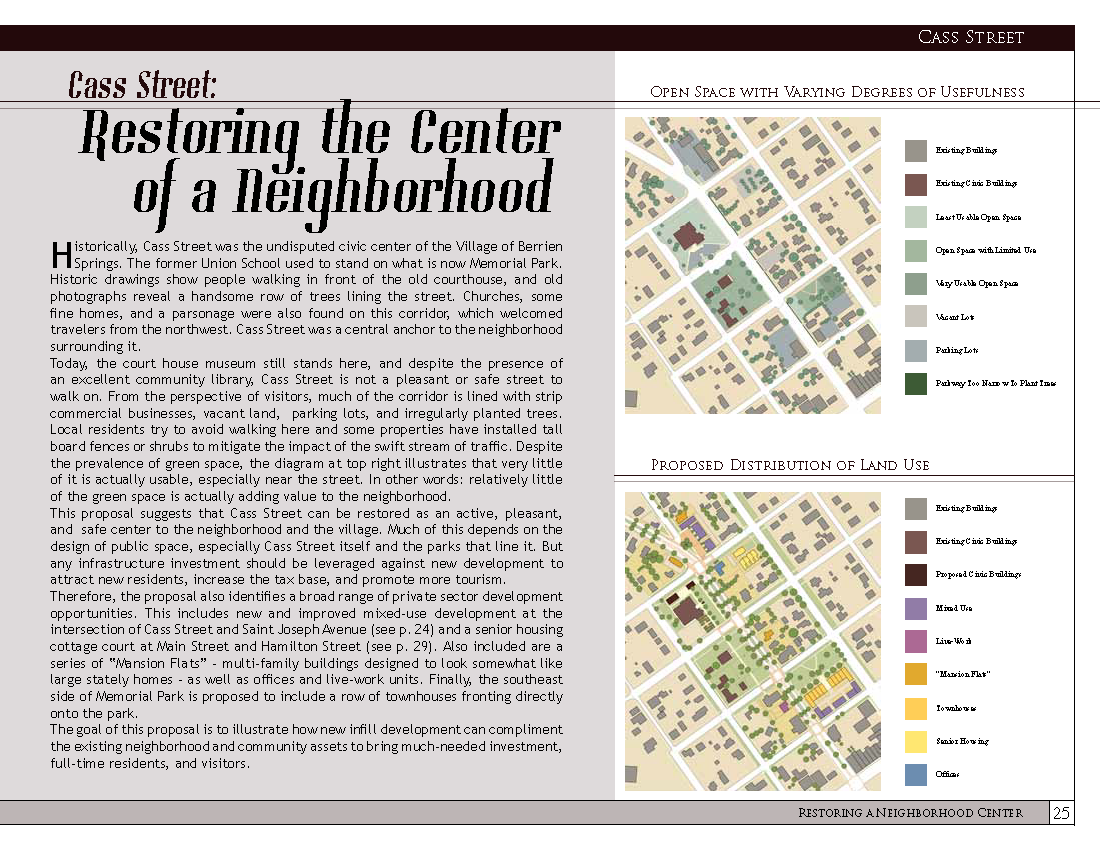 CASS STREET
Cass Street:
Restoring the Center
of a Neighborhood
Historically, Cass Street was the undisputed civic center of the Village of Berrien
Springs. The former Union School used to stand on what is now Memorial Park.
Historic drawings show people walking in front of the old courthouse, and old
photographs reveal a handsome row of trees lining the street. Churches, some
fine homes, and a parsonage were also found on this corridor, which welcomed
travelers from the northwest. Cass Street was a central anchor to the neighborhood
surrounding it.
Today, the court house museum still stands here, and despite the presence of
an excellent community library, Cass Street is not a pleasant or safe street to
walk on. From the perspective of visitors, much of the corridor is lined with strip
commercial businesses, vacant land, parking lots, and irregularly planted trees.
Local residents try to avoid walking here and some properties have installed tall
board fences or shrubs to mitigate the impact of the swift stream of traffic. Despite
the prevalence of green space, the diagram at top right illustrates that very little
of it is actually usable, especially near the street. In other words: relatively little
of the green space is actually adding value to the neighborhood.
This proposal suggests that Cass Street can be restored as an active, pleasant,
and safe center to the neighborhood and the village. Much of this depends on the
design of public space, especially Cass Street itself and the parks that line it. But
any infrastructure investment should be leveraged against new development to
attract new residents, increase the tax base, and promote more tourism.
Therefore, the proposal also identifies a broad range of private sector development
opportunities. This includes new and improved mixed-use development at the
intersection of Cass Street and Saint Joseph Avenue (see p. 24) and a senior housing
cottage court at Main Street and Hamilton Street (see p. 29). Also included are a
series of "Mansion Flats" - multi-family buildings designed to look somewhat like
large stately homes - as well as offices and live-work units. Finally, the southeast
side of Memorial Park is proposed to include a row of townhouses fronting directly
onto the park.
The goal of this proposal is to illustrate how new infill development can compliment
the existing neighborhood and community assets to bring much-needed investment,
full-time residents, and visitors.
OPEN SPACE WITH VARYING DEGREES OF USEFULNESS
Existing Buildings
Existing Civic Buildings
Least Usable Open Space
Open Space with Limited Use
Very Usable Open Space
Vacant Lots
Parking Lots
Parkway Too Narrow To Plant Trees
PROPOSED DISTRIBUTION OF LAND USE
Existing Buildings
Existing Civic Buildings
Proposed Civic Buildings
Mixed Use
Live-Work
"Mansion Flats"
Townhouses
Senior Housing
Offices
RESTORING A NEIGHBORHOOD CENTER
25